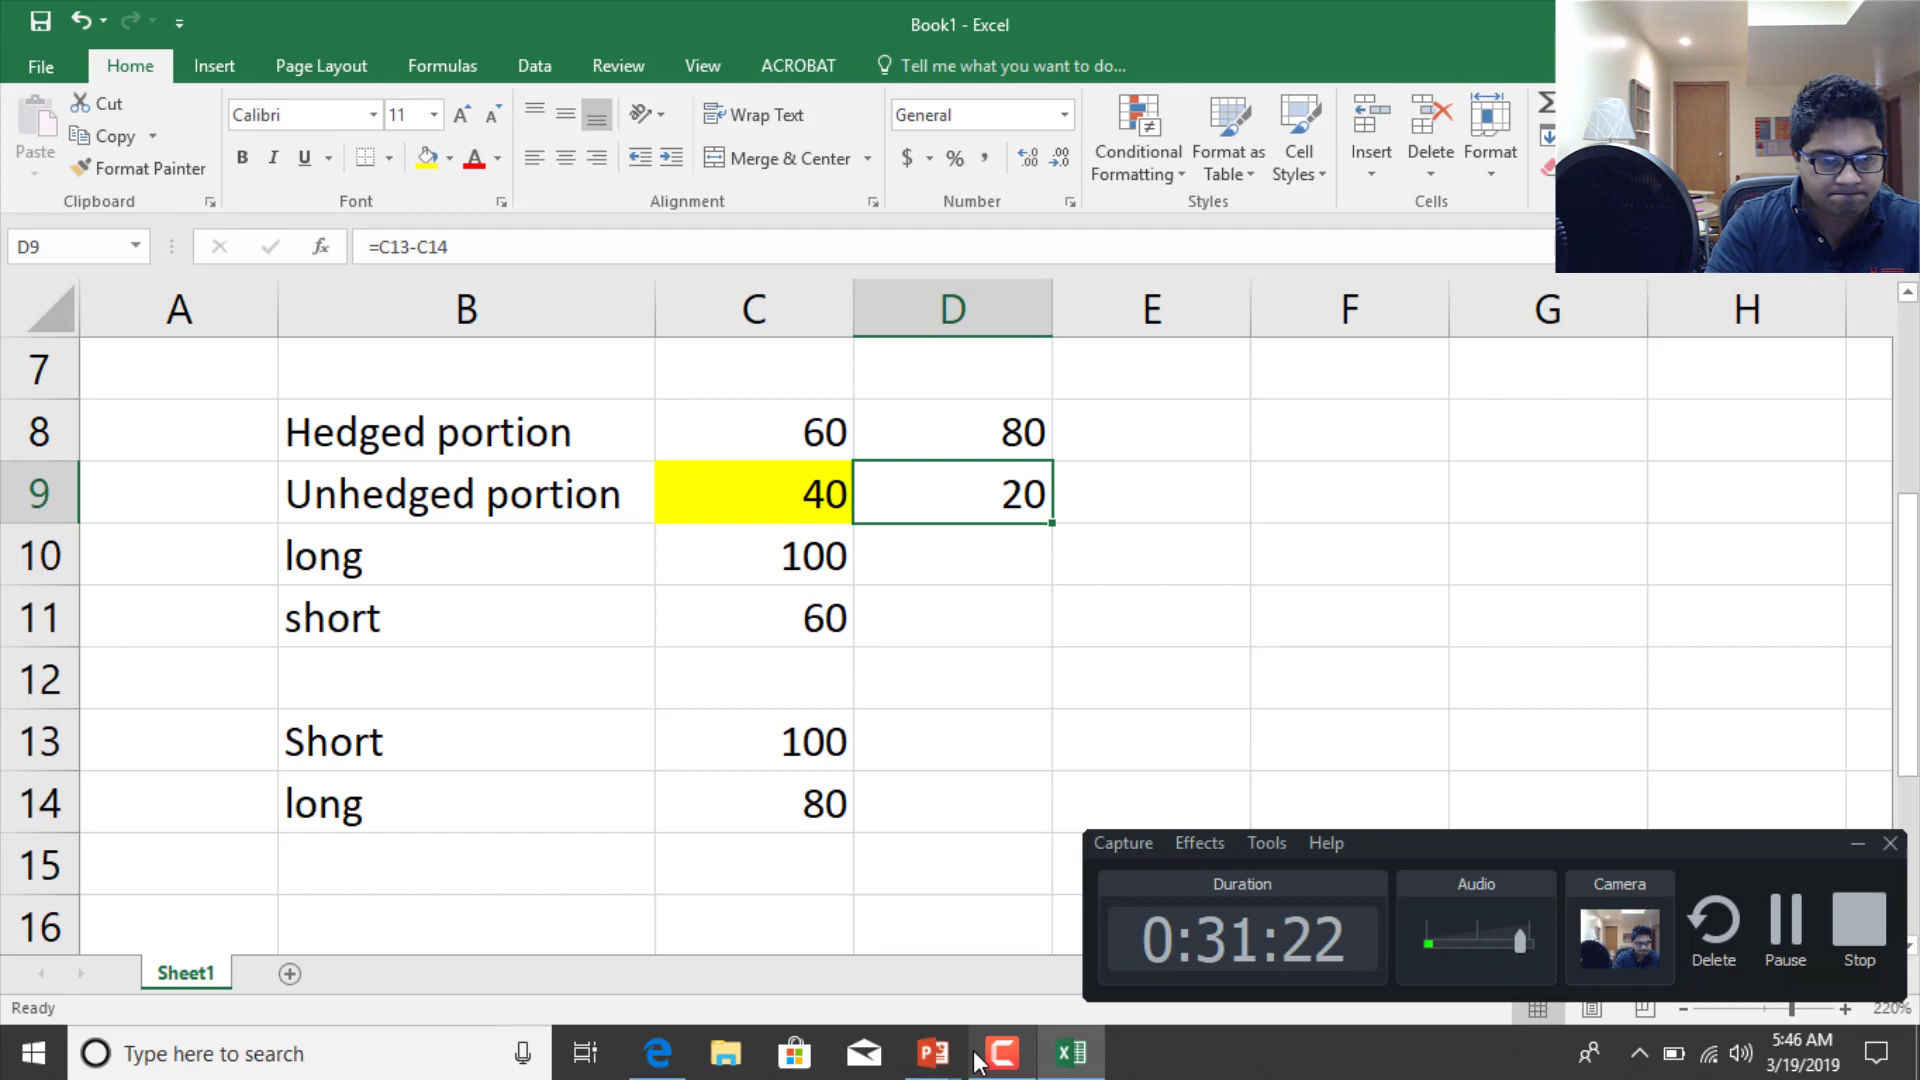 Book1 - Excel
File Home Insert Page Layout Formulas Data Review View ACROBAT Tell me what you want to do...
Paste
Cut
Copy
Format Painter
Clipboard
Calibri 11
B I U
Font
Wrap Text
Merge & Center
Alignment
General
$ % ,
Number
Conditional Formatting
Format as Table
Cell Styles
Styles
Insert Delete Format
Cells
D9 fx =C13-C14
A B C D E F G H
7
8 Hedged portion 60 80
9 Unhedged portion 40 20
10 long 100
11 short 60
12
13 Short 100
14 long 80
15
16
Capture Effects Tools Help
Duration Audio Camera
0:31:22
Delete Pause Stop
Sheet1
Ready 220%
Type here to search
5:46 AM
3/19/2019